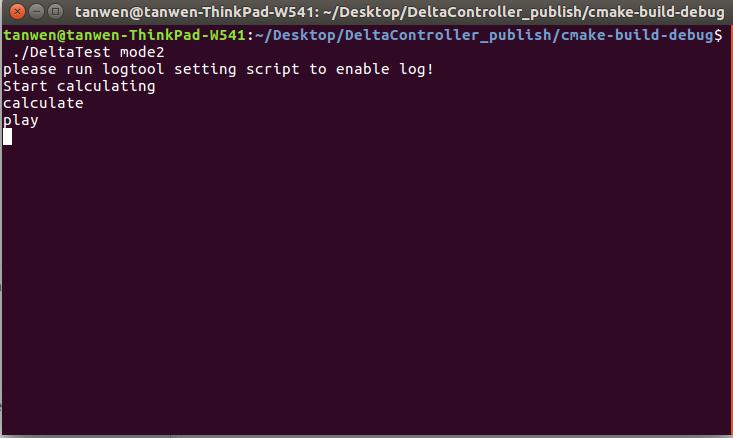 tanwen@tanwen-ThinkPad-W541: ~/Desktop/DeltaController_publish/cmake-build-debug
tanwen@tanwen-ThinkPad-W541:~/Desktop/DeltaController_publish/cmake-build-debug$
./DeltaTest mode2
please run logtool setting script to enable log!
Start calculating
calculate
play